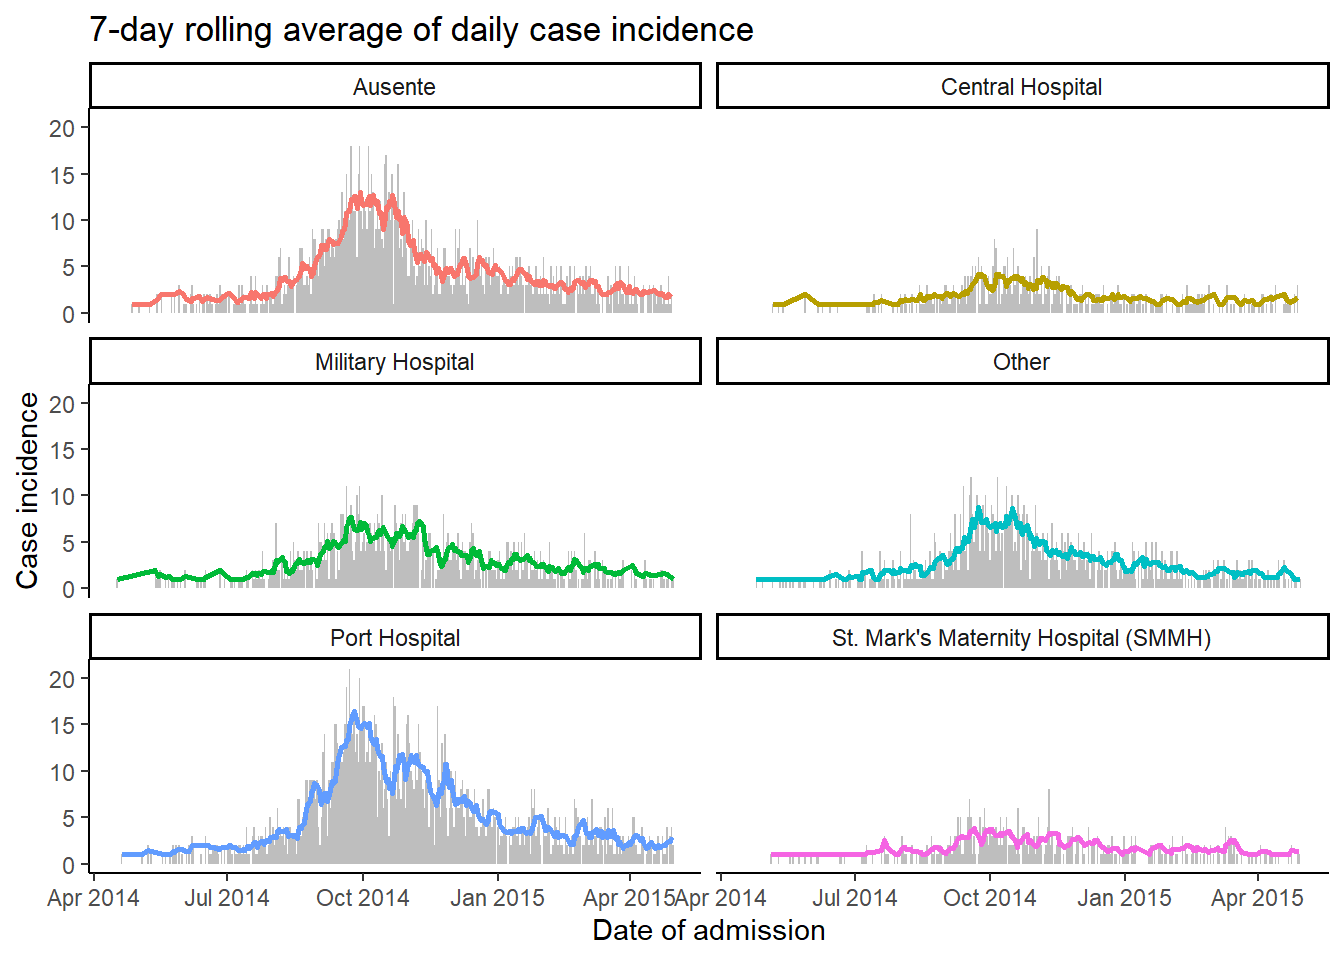 7-day rolling average of daily case incidence
Ausente
Central Hospital
20
15
10
5
0
Military Hospital
Other
20
15
10
5
0
Port Hospital
St. Mark's Maternity Hospital (SMMH)
20
15
10
5
0
Case incidence
Apr 2014 Jul 2014 Oct 2014 Jan 2015 Apr 2015 Apr 2014 Jul 2014 Oct 2014 Jan 2015 Apr 2015
Date of admission